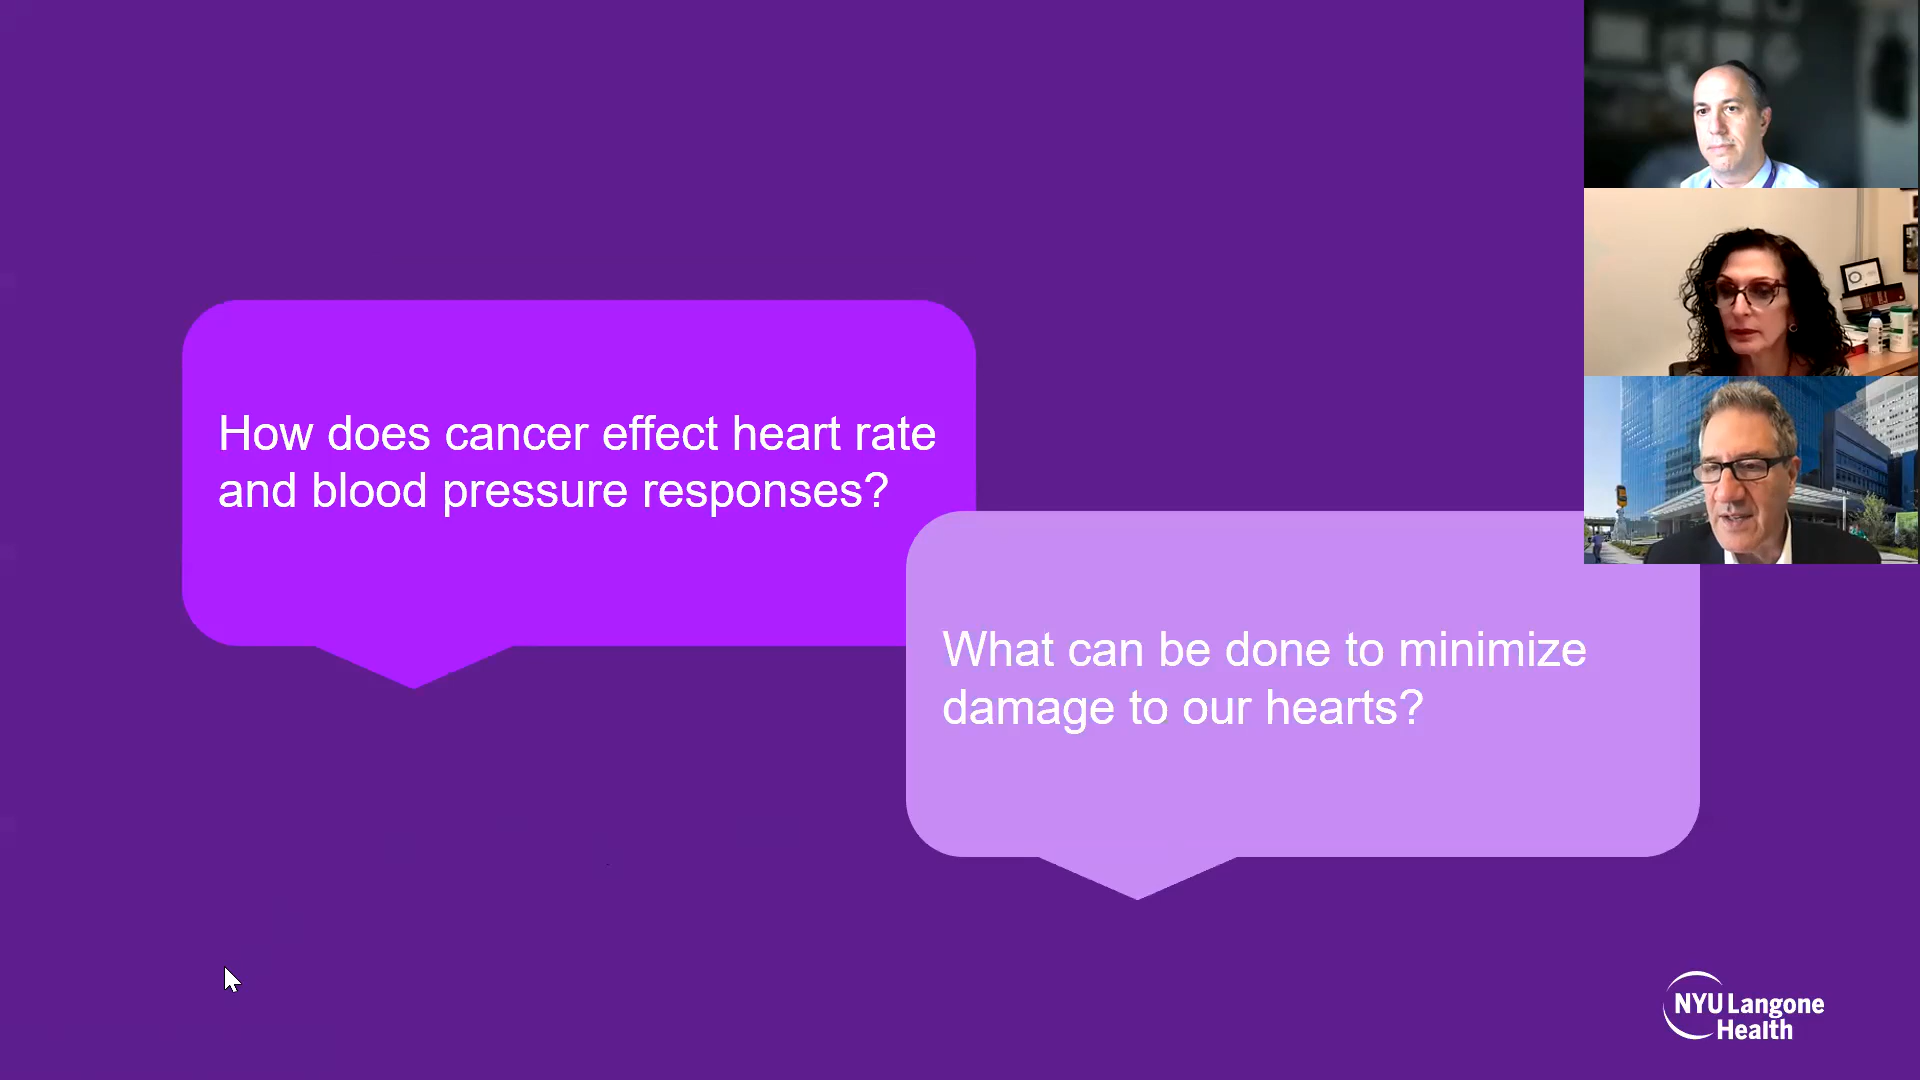 How does cancer effect heart rate
and blood pressure responses?
What can be done to minimize
damage to our hearts?
NYU Langone
Health